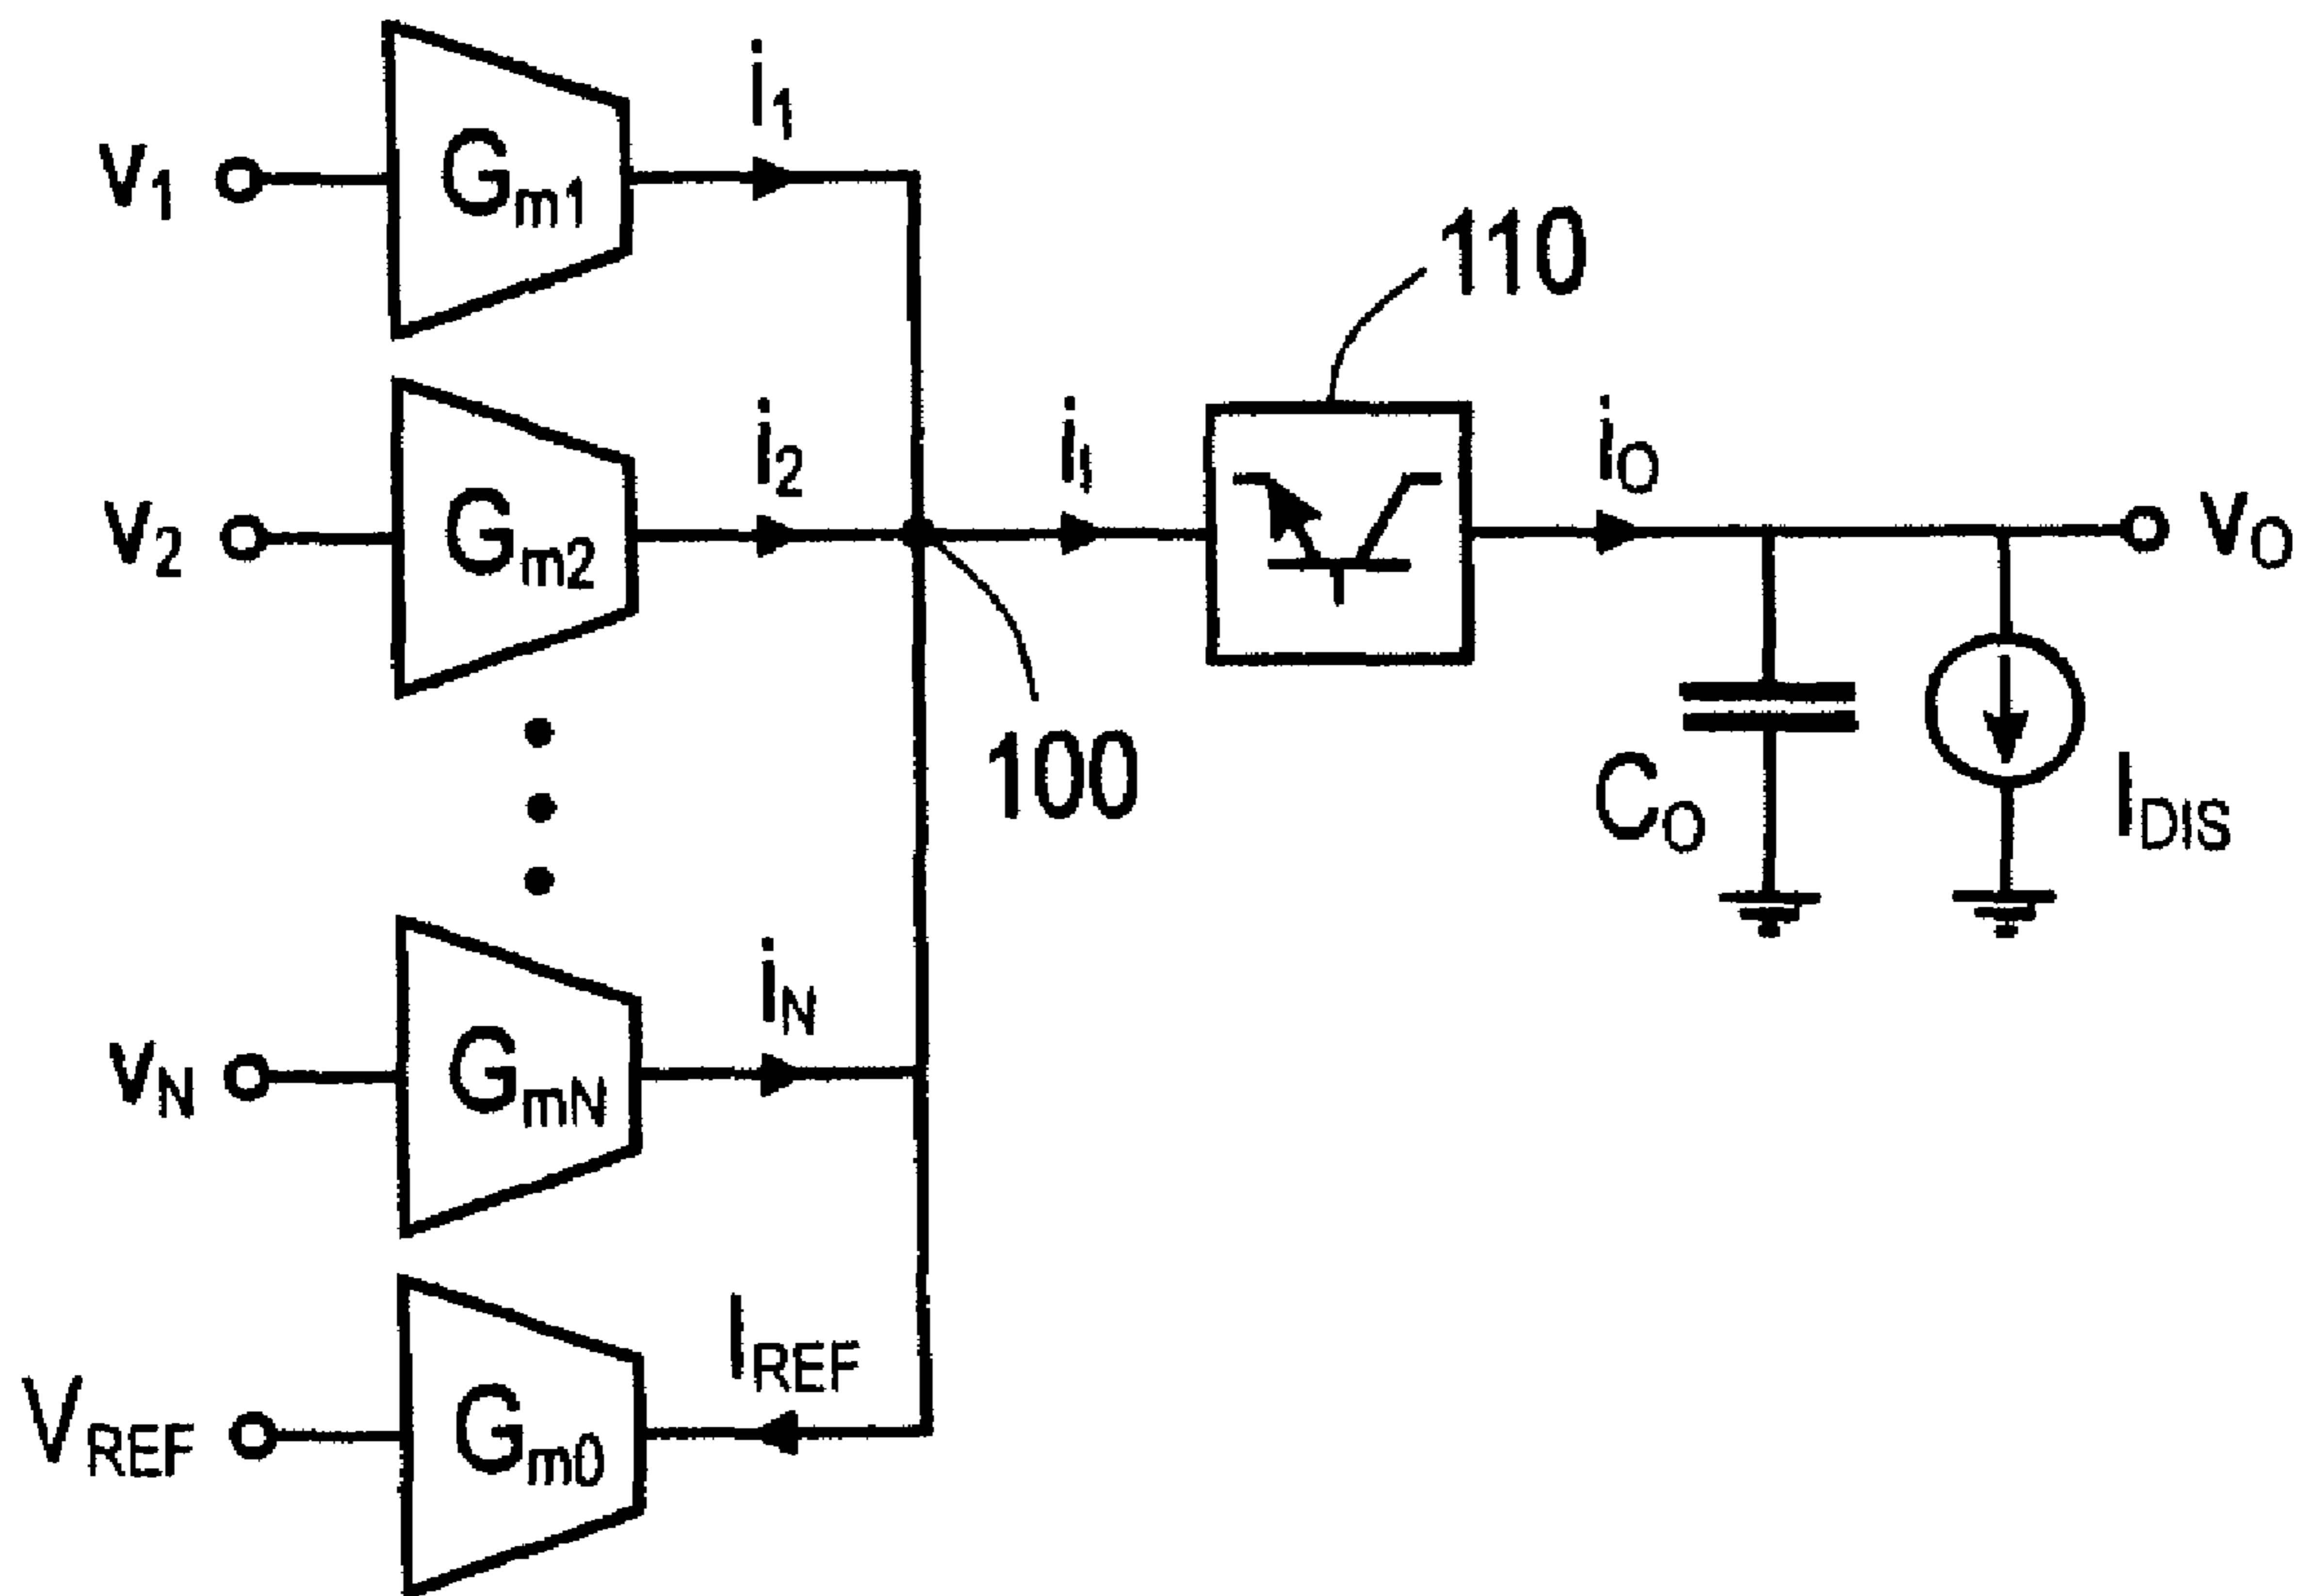 v1
Gm1
i1
110
v2
Gm2
i2
iI
iO
vO
100
CO
IDIS
vN
GmN
iN
VREF
Gm0
IREF